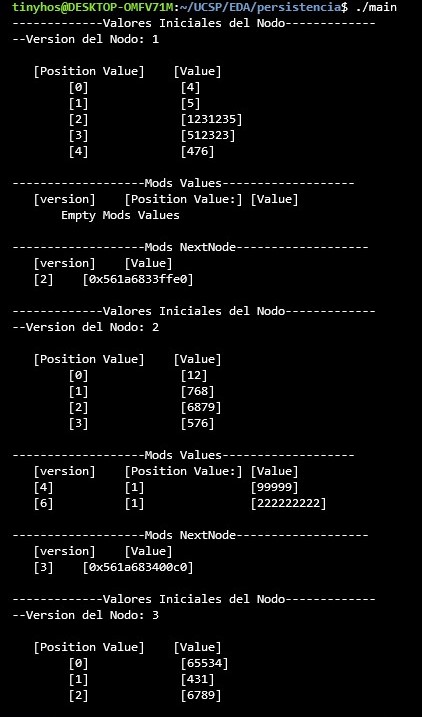 tinyhos@DESKTOP-OMFV71M:~/UCSP/EDA/persistencia$ ./main
-------------Valores Iniciales del Nodo-------------
--Version del Nodo: 1
[Position Value] [Value]
[0] [4]
[1] [5]
[2] [1231235]
[3] [512323]
[4] [476]
-------------------Mods Values-------------------
[version] [Position Value:] [Value]
Empty Mods Values
-------------------Mods NextNode-------------------
[version] [Value]
[2] [0x561a6833ffe0]
-------------Valores Iniciales del Nodo-------------
--Version del Nodo: 2
[Position Value] [Value]
[0] [12]
[1] [768]
[2] [6879]
[3] [576]
-------------------Mods Values-------------------
[version] [Position Value:] [Value]
[4] [1] [99999]
[6] [1] [222222222]
-------------------Mods NextNode-------------------
[version] [Value]
[3] [0x561a683400c0]
-------------Valores Iniciales del Nodo-------------
--Version del Nodo: 3
[Position Value] [Value]
[0] [65534]
[1] [431]
[2] [6789]